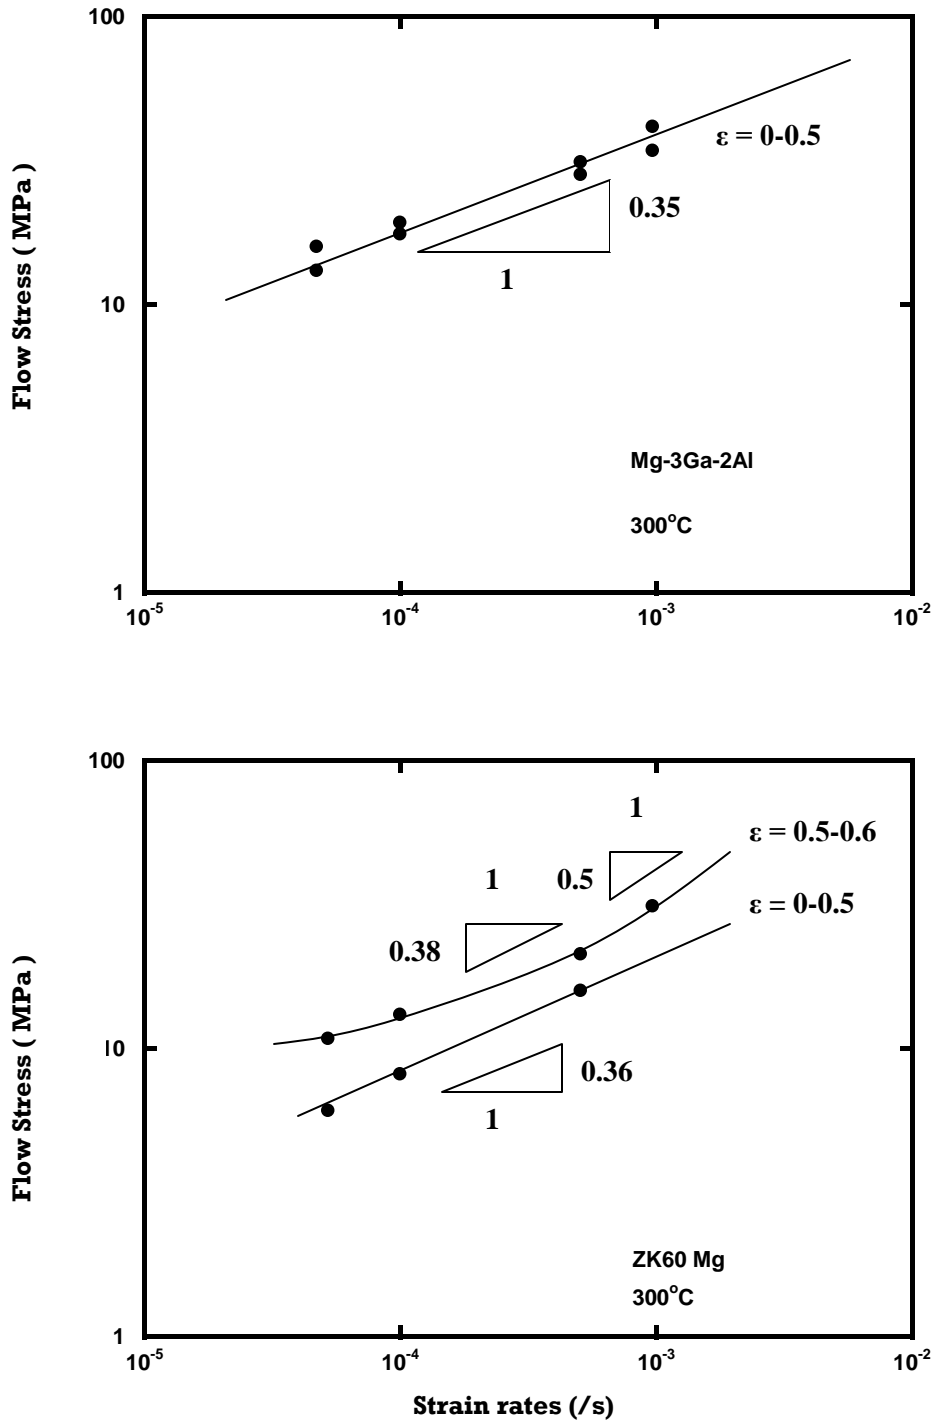 100
ε = 0-0.5
0.35
1
10
Flow Stress ( MPa )
Mg-3Ga-2Al
300°C
1
10⁻⁵ 10⁻⁴ 10⁻³ 10⁻²
100
1
ε = 0.5-0.6
1
0.5
ε = 0-0.5
0.38
10
0.36
1
Flow Stress ( MPa )
ZK60 Mg
300°C
1
10⁻⁵ 10⁻⁴ 10⁻³ 10⁻²
Strain rates (/s)